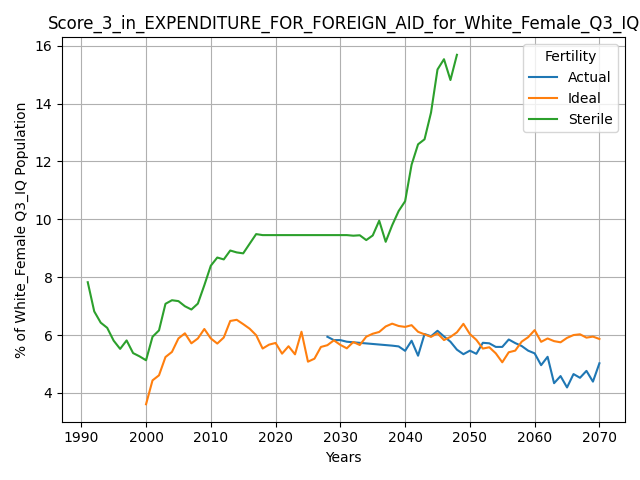 Score_3_in_EXPENDITURE_FOR_FOREIGN_AID_for_White_Female_Q3_IQ
Fertility
Actual
Ideal
Sterile
% of White_Female Q3_IQ Population
16
14
12
10
8
6
4
1990 2000 2010 2020 2030 2040 2050 2060 2070
Years